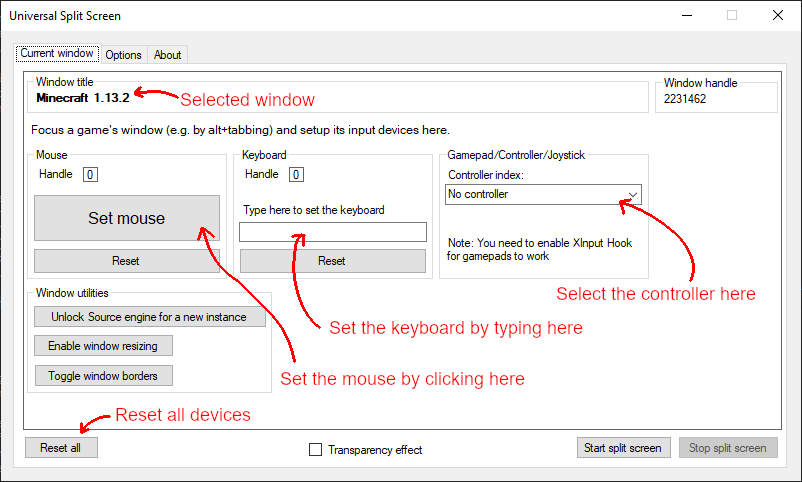 Universal Split Screen
Current window
Options
About
Window title
Minecraft 1.13.2
Selected window
Window handle
2231462
Focus a game's window (e.g. by alt+tabbing) and setup its input devices here.
Mouse
Handle 0
Set mouse
Reset
Keyboard
Handle 0
Type here to set the keyboard
Reset
Gamepad/Controller/Joystick
Controller index:
No controller
Note: You need to enable XInput Hook
for gamepads to work
Select the controller here
Window utilities
Unlock Source engine for a new instance
Enable window resizing
Toggle window borders
Set the keyboard by typing here
Set the mouse by clicking here
Reset all devices
Reset all
Transparency effect
Start split screen
Stop split screen